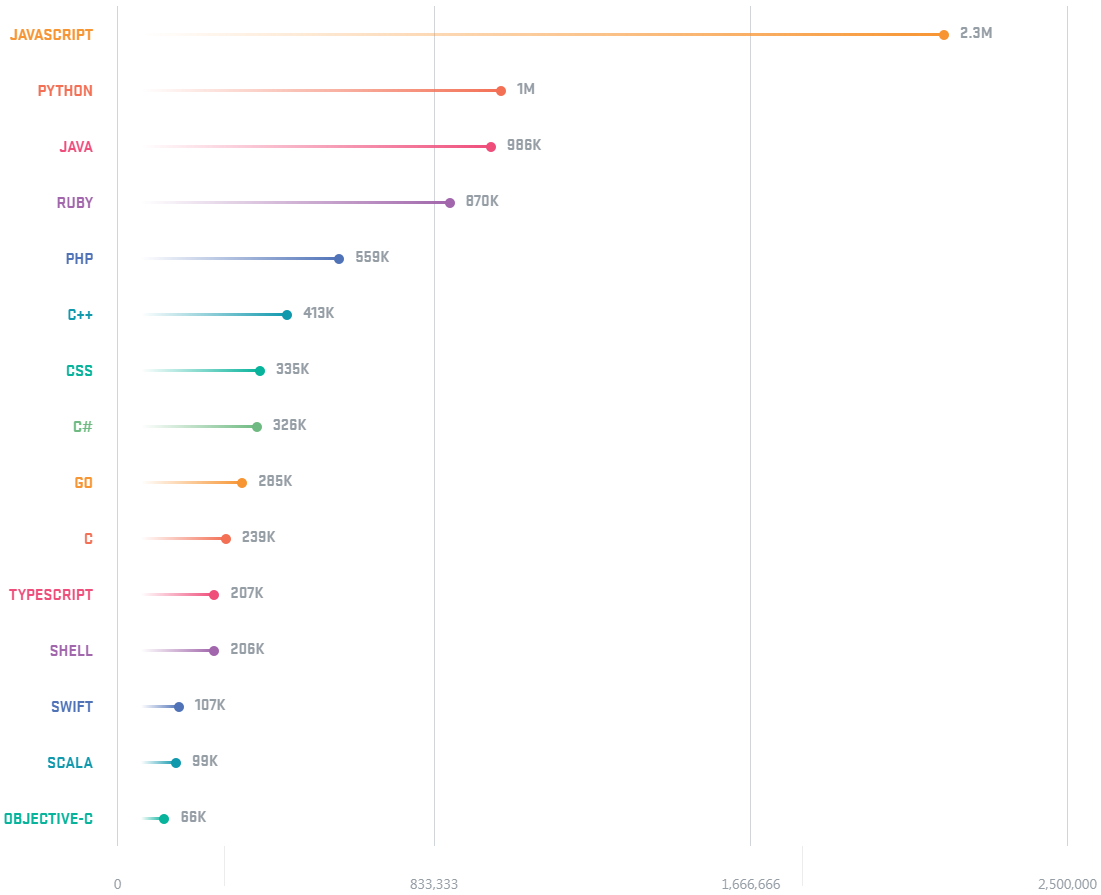 JAVASCRIPT 2.3M
PYTHON 1M
JAVA 986K
RUBY 870K
PHP 559K
C++ 413K
CSS 335K
C# 326K
GO 285K
C 239K
TYPESCRIPT 207K
SHELL 206K
SWIFT 107K
SCALA 99K
OBJECTIVE-C 66K
0 833,333 1,666,666 2,500,000